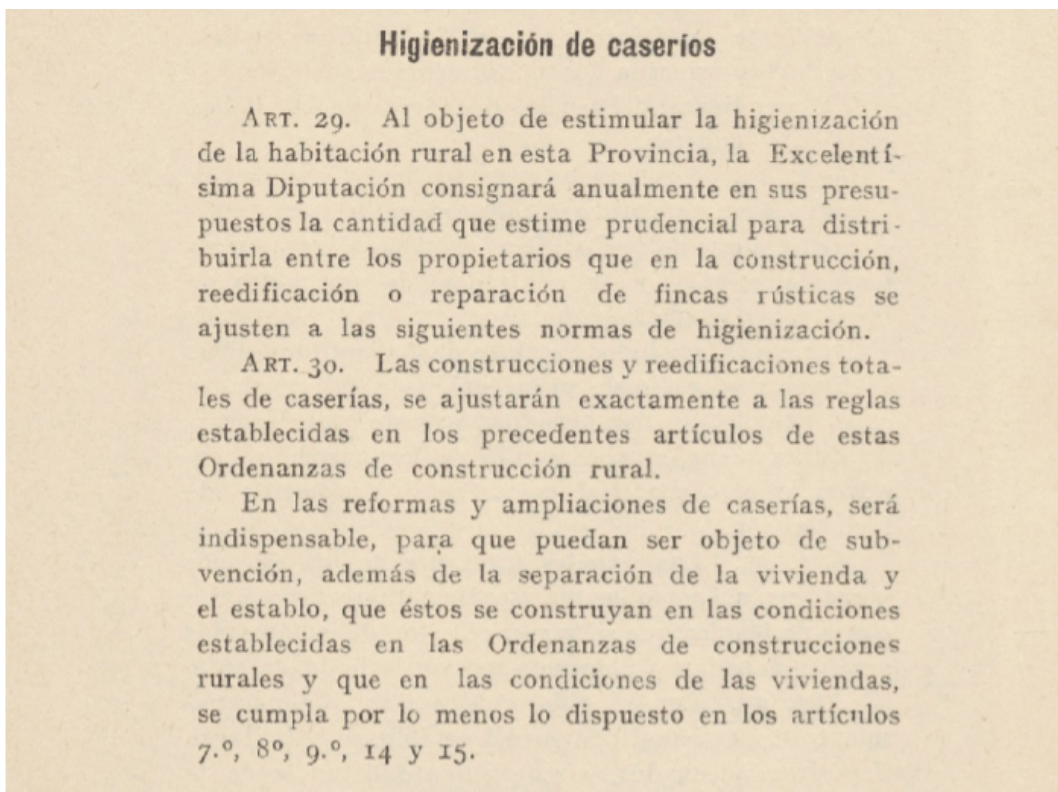 Higienización de caseríos
ART. 29. Al objeto de estimular la higienización
de la habitación rural en esta Provincia, la Excelentí-
sima Diputación consignará anualmente en sus presu-
puestos la cantidad que estime prudencial para distri-
buirla entre los propietarios que en la construcción,
reedificación o reparación de fincas rústicas se
ajusten a las siguientes normas de higienización.
ART. 30. Las construcciones y reedificaciones tota-
les de caserías, se ajustarán exactamente a las reglas
establecidas en los precedentes artículos de estas
Ordenanzas de construcción rural.
En las reformas y ampliaciones de caserías, será
indispensable, para que puedan ser objeto de sub-
vención, además de la separación de la vivienda y
el establo, que éstos se construyan en las condiciones
establecidas en las Ordenanzas de construcciones
rurales y que en las condiciones de las viviendas,
se cumpla por lo menos lo dispuesto en los artículos
7.º, 8º, 9.º, 14 y 15.